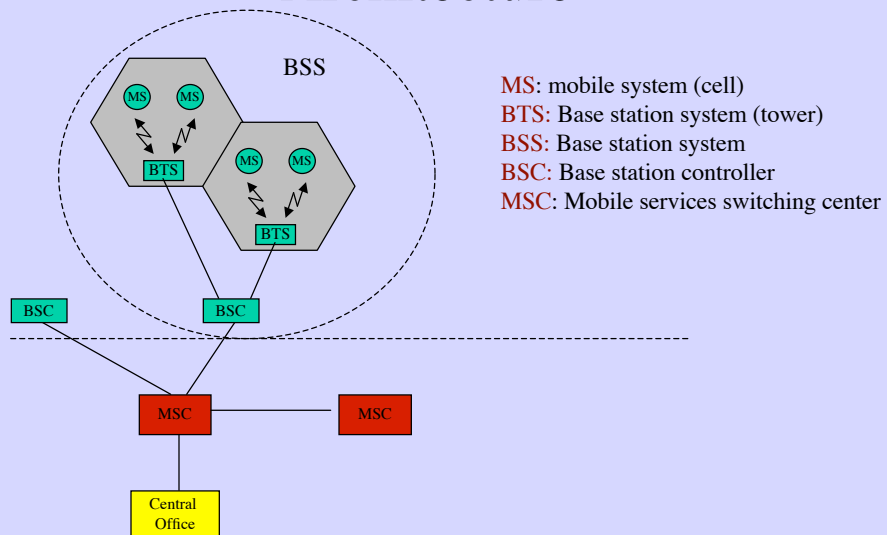 BSS
MS MS
BTS
MS MS
BTS
BSC
BSC
MSC
MSC
Central
Office
MS: mobile system (cell)
BTS: Base station system (tower)
BSS: Base station system
BSC: Base station controller
MSC: Mobile services switching center